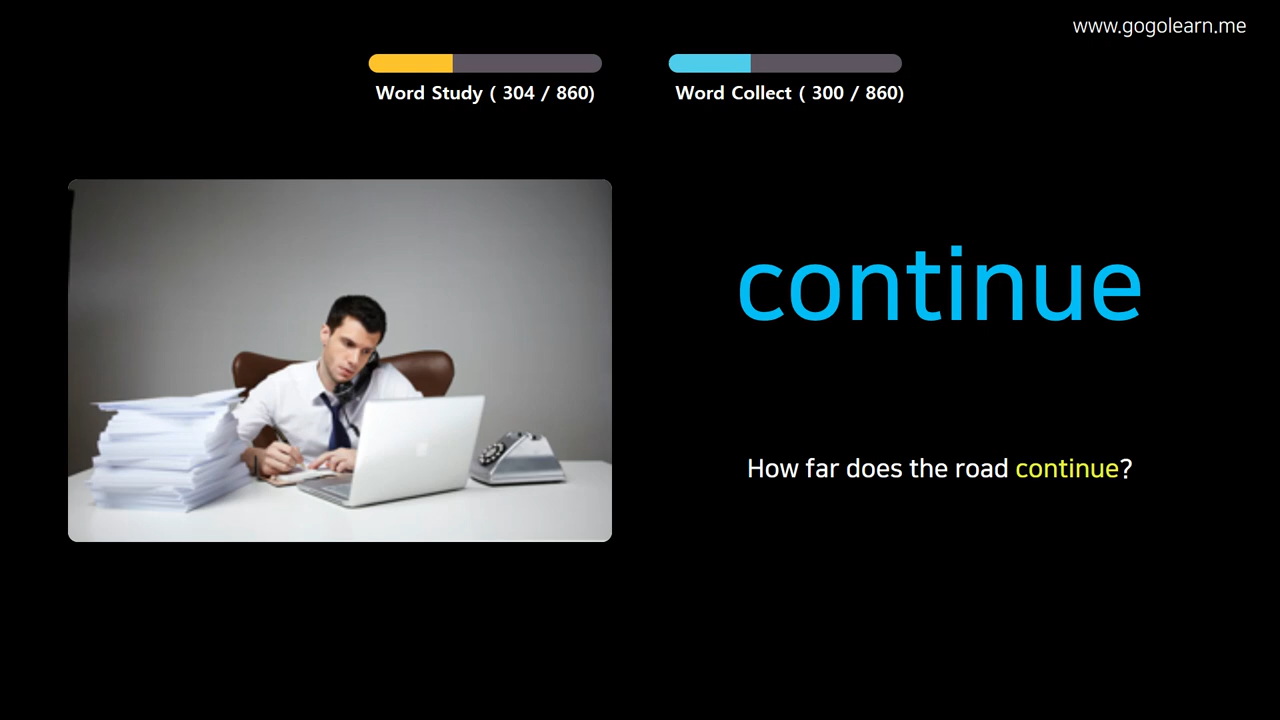 www.gogolearn.me
Word Study ( 304 / 860)
Word Collect ( 300 / 860)
continue
How far does the road continue?